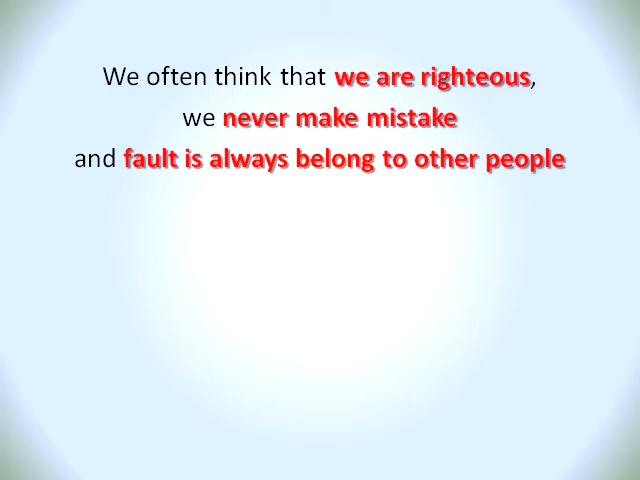 We often think that we are righteous,
we never make mistake
and fault is always belong to other people